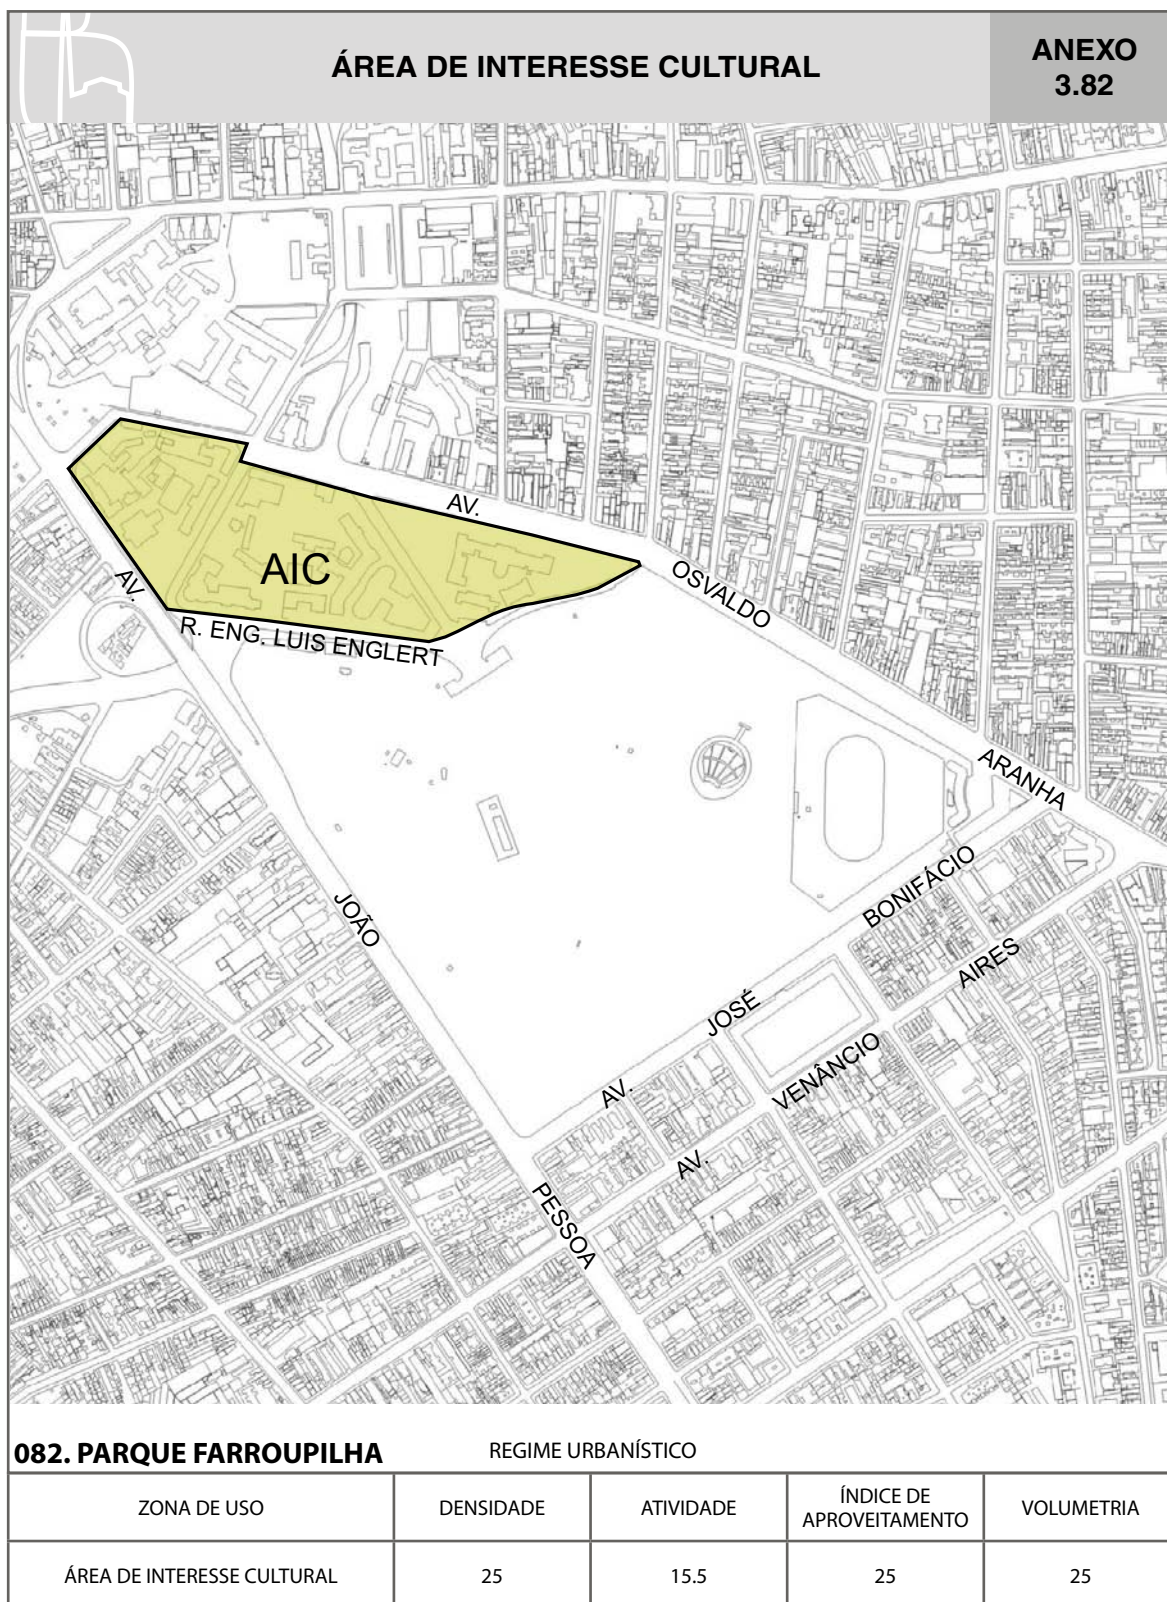 ÁREA DE INTERESSE CULTURAL
ANEXO
3.82
AV.
OSVALDO
ARANHA
AIC
AV.
R. ENG. LUIS ENGLERT
JOÃO
PESSOA
AV.
JOSÉ
BONIFÁCIO
AV.
VENÂNCIO
AIRES
082. PARQUE FARROUPILHA
REGIME URBANÍSTICO
ZONA DE USO
DENSIDADE
ATIVIDADE
ÍNDICE DE
APROVEITAMENTO
VOLUMETRIA
ÁREA DE INTERESSE CULTURAL
25
15.5
25
25